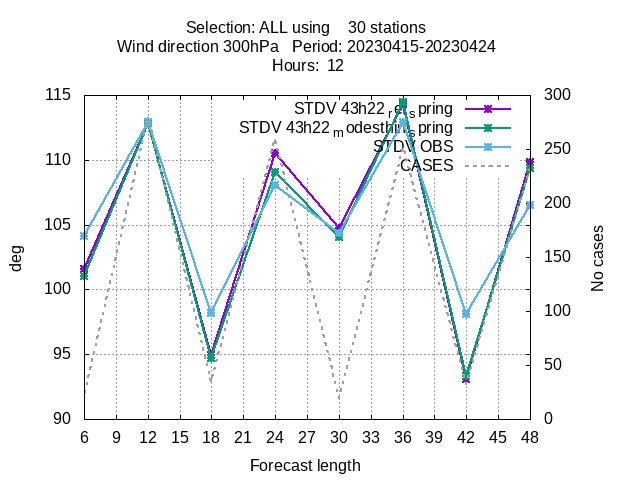 Selection: ALL using    30 stations
Wind direction 300hPa   Period: 20230415-20230424
Hours:  12
115
110
105
100
95
90
300
250
200
150
100
50
0
deg
No cases
STDV 43h22_ref_spring
STDV 43h22_modesthin_spring
STDV OBS
CASES
6 9 12 15 18 21 24 27 30 33 36 39 42 45 48
Forecast length